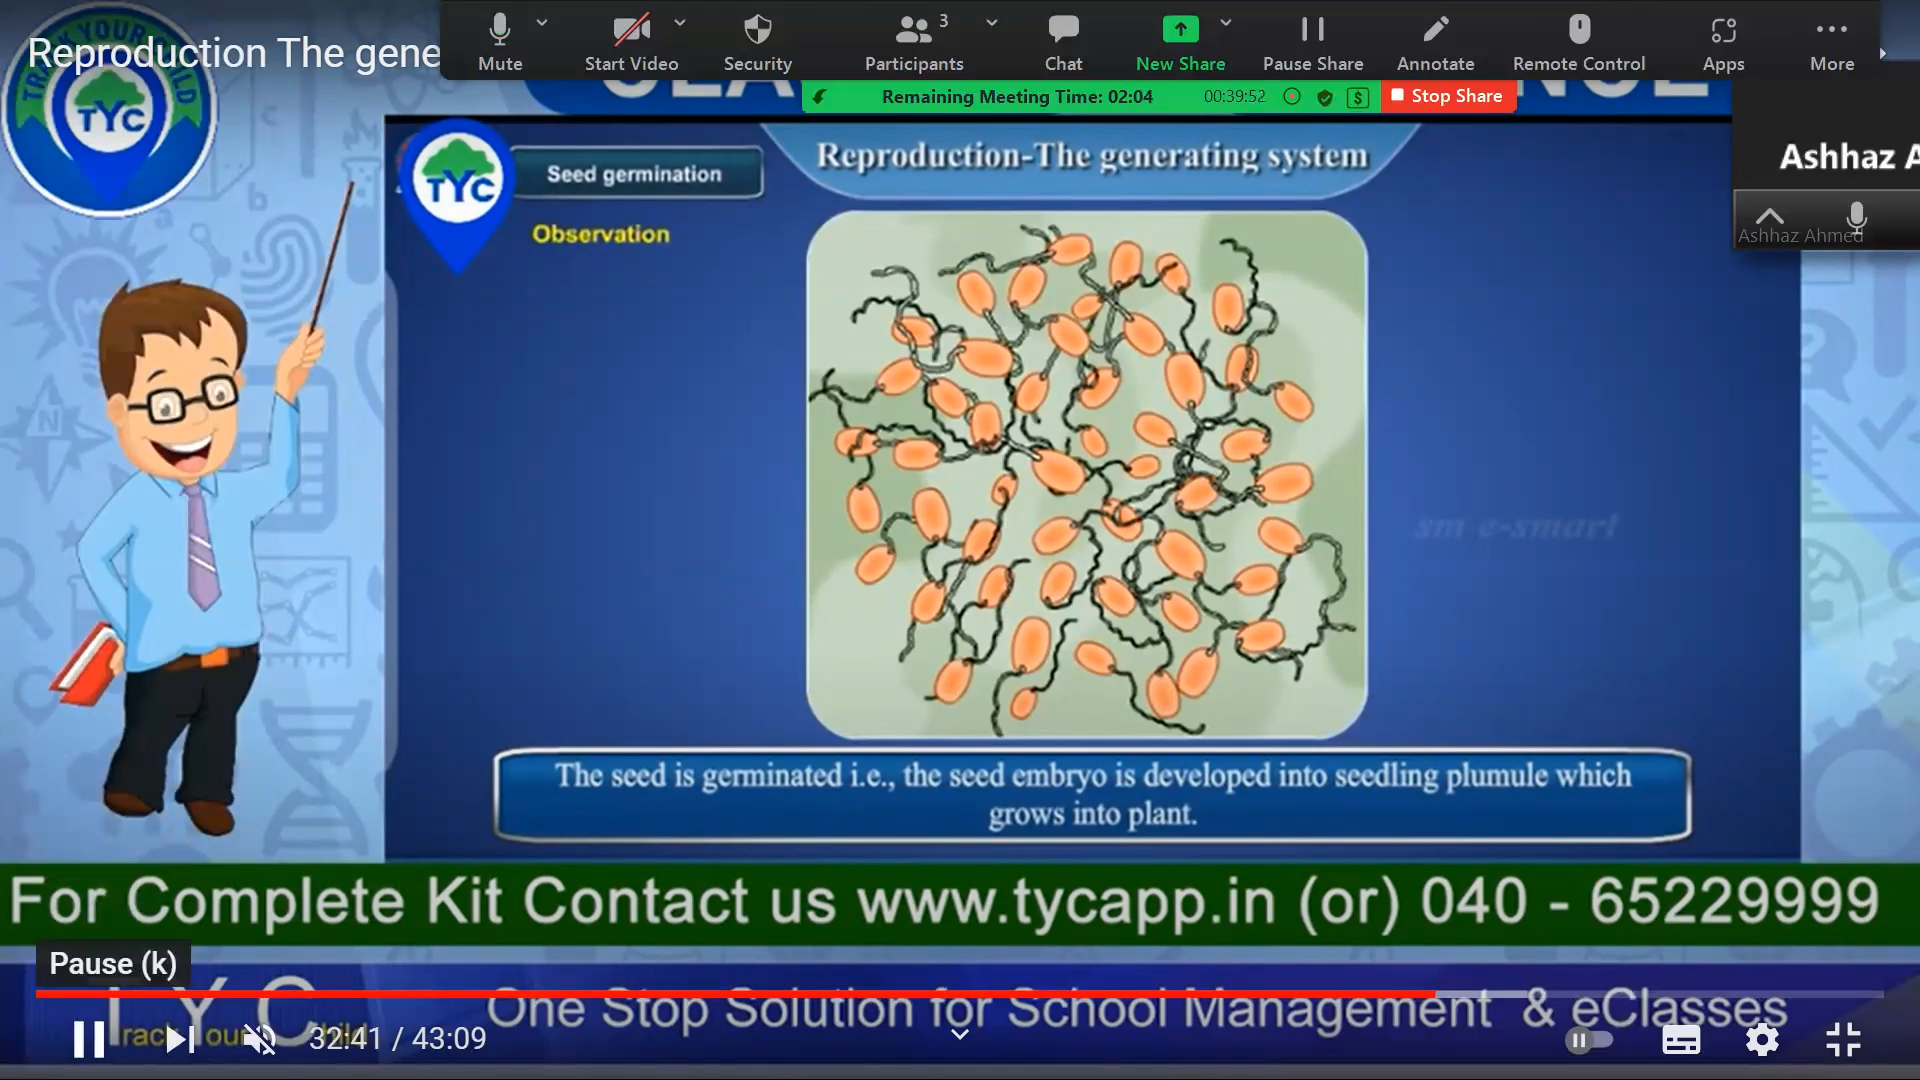 Reproduction The gene
Mute
Start Video
Security
Participants
3
Chat
New Share
Pause Share
Annotate
Remote Control
Apps
More
Remaining Meeting Time: 02:04
00:39:52
Stop Share
TRACK YOUR CHILD
TYC
TYC
Seed germination
Reproduction-The generating system
Observation
Ashhaz A
Ashhaz Ahmed
sm e-smart
The seed is germinated i.e., the seed embryo is developed into seedling plumule which
grows into plant.
For Complete Kit Contact us www.tycapp.in (or) 040 - 65229999
Pause (k)
T Y C
One Stop Solution for School Management & eClasses
32:41 / 43:09